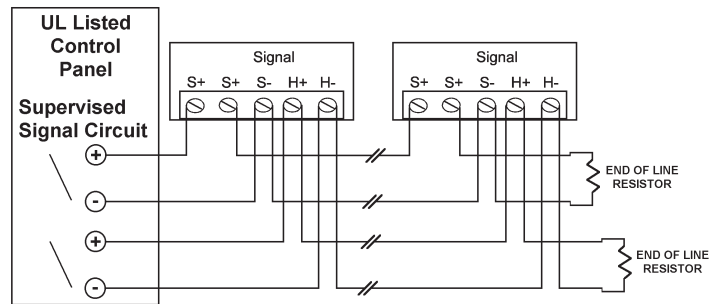 UL Listed
Control
Panel
Supervised
Signal Circuit
+
-
+
-
Signal
S+ S+ S- H+ H-
Signal
S+ S+ S- H+ H-
END OF LINE
RESISTOR
END OF LINE
RESISTOR